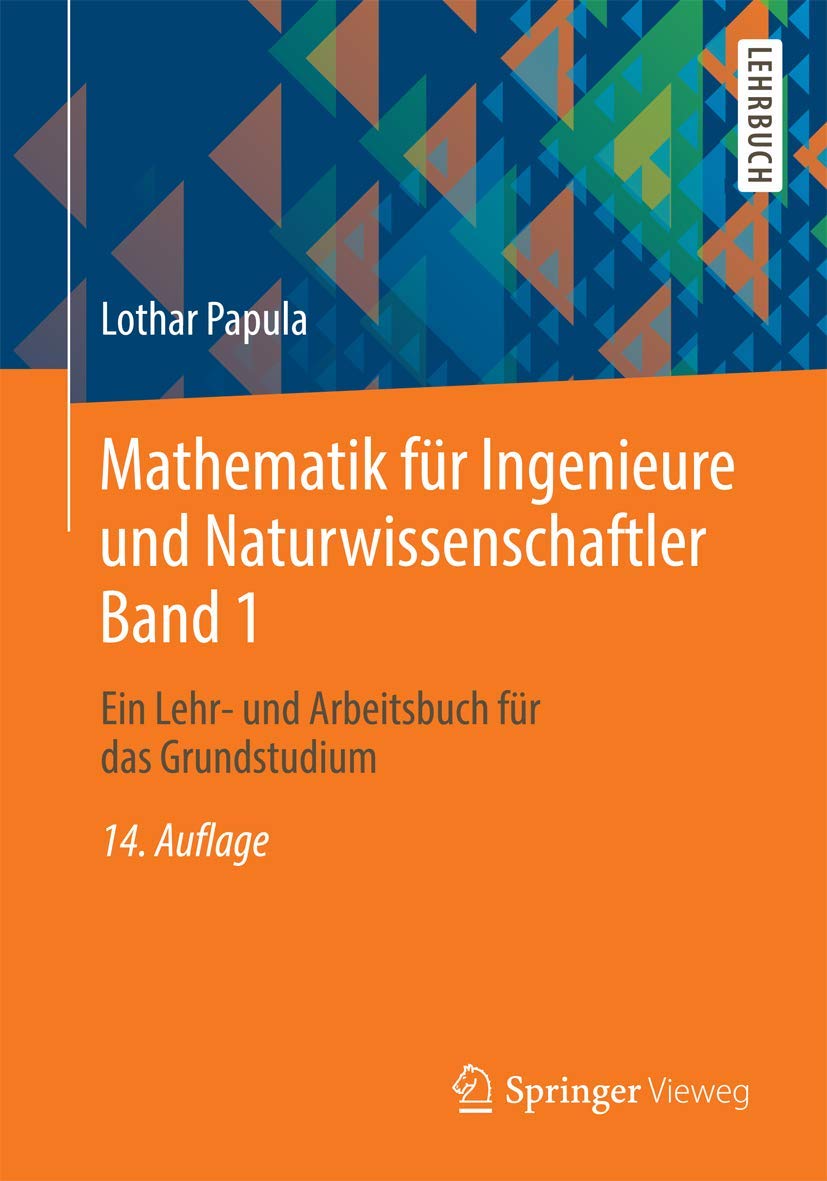 LEHRBUCH
Lothar Papula
Mathematik für Ingenieure
und Naturwissenschaftler
Band 1
Ein Lehr- und Arbeitsbuch für
das Grundstudium
14. Auflage
Springer Vieweg